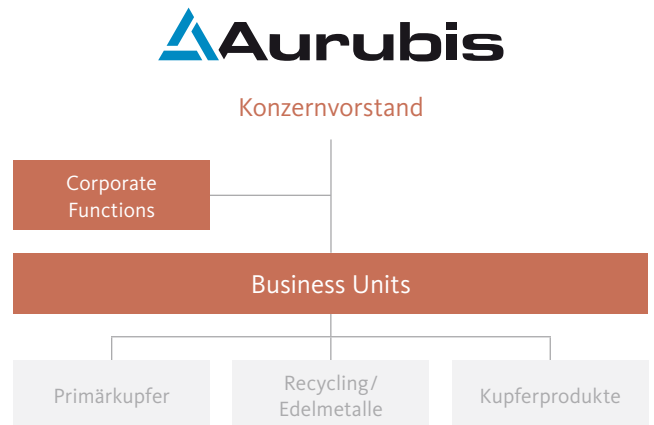 Aurubis
Konzernvorstand
Corporate
Functions
Business Units
Primärkupfer
Recycling/
Edelmetalle
Kupferprodukte